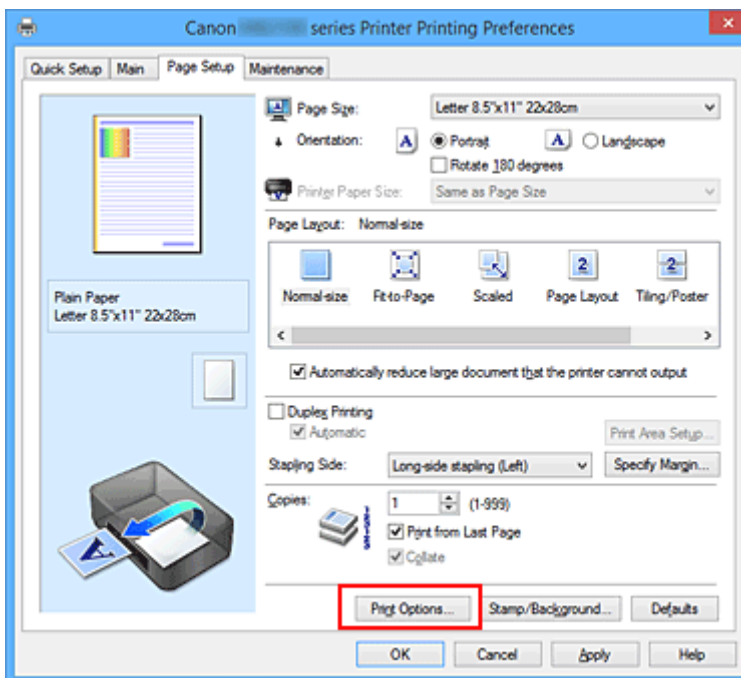 Canon series Printer Printing Preferences
Quick Setup Main Page Setup Maintenance
Page Size: Letter 8.5"x11" 22x28cm
Orientation: A Portrait A Landscape
Rotate 180 degrees
Printer Paper Size: Same as Page Size
Page Layout: Normal-size
2 2
Normal-size Fit-to-Page Scaled Page Layout Tiling/Poster
Plain Paper
Letter 8.5"x11" 22x28cm
Automatically reduce large document that the printer cannot output
Duplex Printing
Automatic Print Area Setup...
Stapling Side: Long-side stapling (Left) Specify Margin...
Copies: 1 (1-999)
Print from Last Page
Collate
A
Print Options... Stamp/Background... Defaults
OK Cancel Apply Help